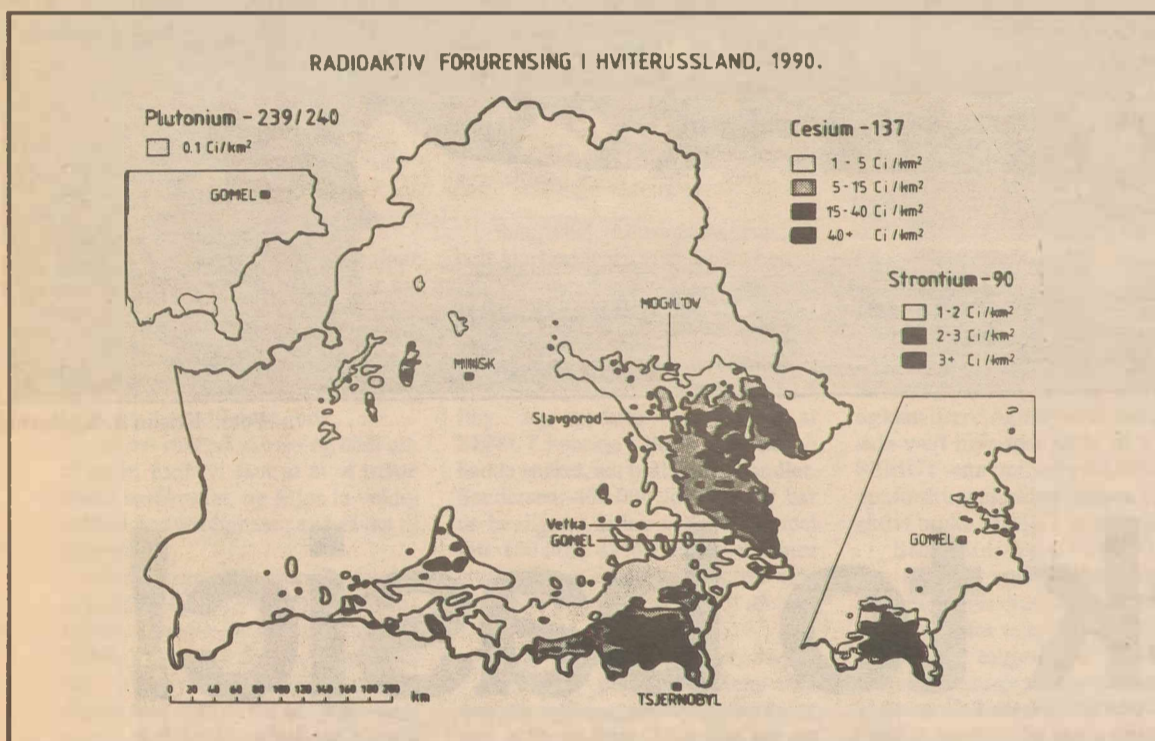 RADIOAKTIV FORURENSING I HVITERUSSLAND, 1990.
Plutonium - 239/240
0.1 Ci/km²
GOMEL
Cesium - 137
1 - 5 Ci/km²
5 - 15 Ci/km²
15 - 40 Ci/km²
40+ Ci/km²
Strontium - 90
1 - 2 Ci/km²
2 - 3 Ci/km²
3+ Ci/km²
MOGIL'OV
MINSK
Slavgorod
Vetka
GOMEL
GOMEL
TSJERNOBYL
0 20 40 60 80 100 120 140 160 180 200
km